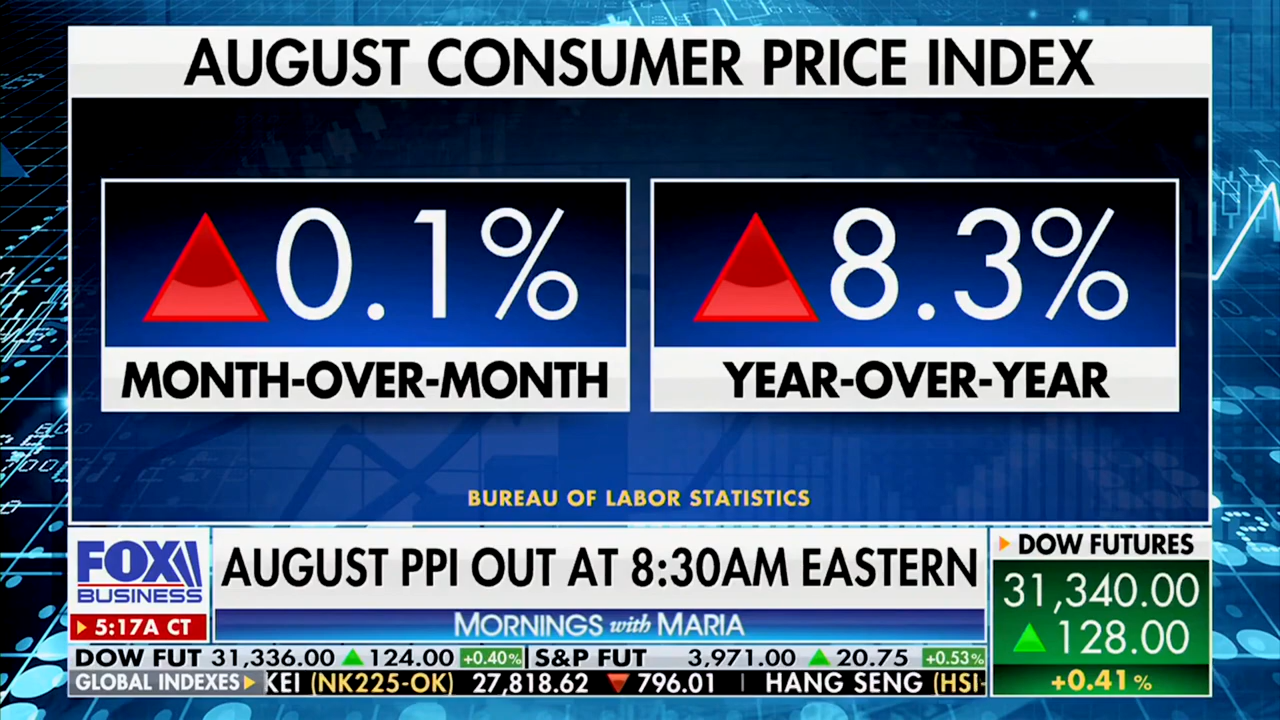 AUGUST CONSUMER PRICE INDEX
▲0.1%
MONTH-OVER-MONTH
▲8.3%
YEAR-OVER-YEAR
BUREAU OF LABOR STATISTICS
FOX
BUSINESS
5:17A CT
AUGUST PPI OUT AT 8:30AM EASTERN
MORNINGS with MARIA
DOW FUTURES
31,340.00
▲128.00
+0.41%
DOW FUT 31,336.00 ▲ 124.00 +0.40% S&P FUT 3,971.00 ▲ 20.75 +0.53%
GLOBAL INDEXES KEI (NK225-OK) 27,818.62 ▼ 796.01 | HANG SENG (HSI-